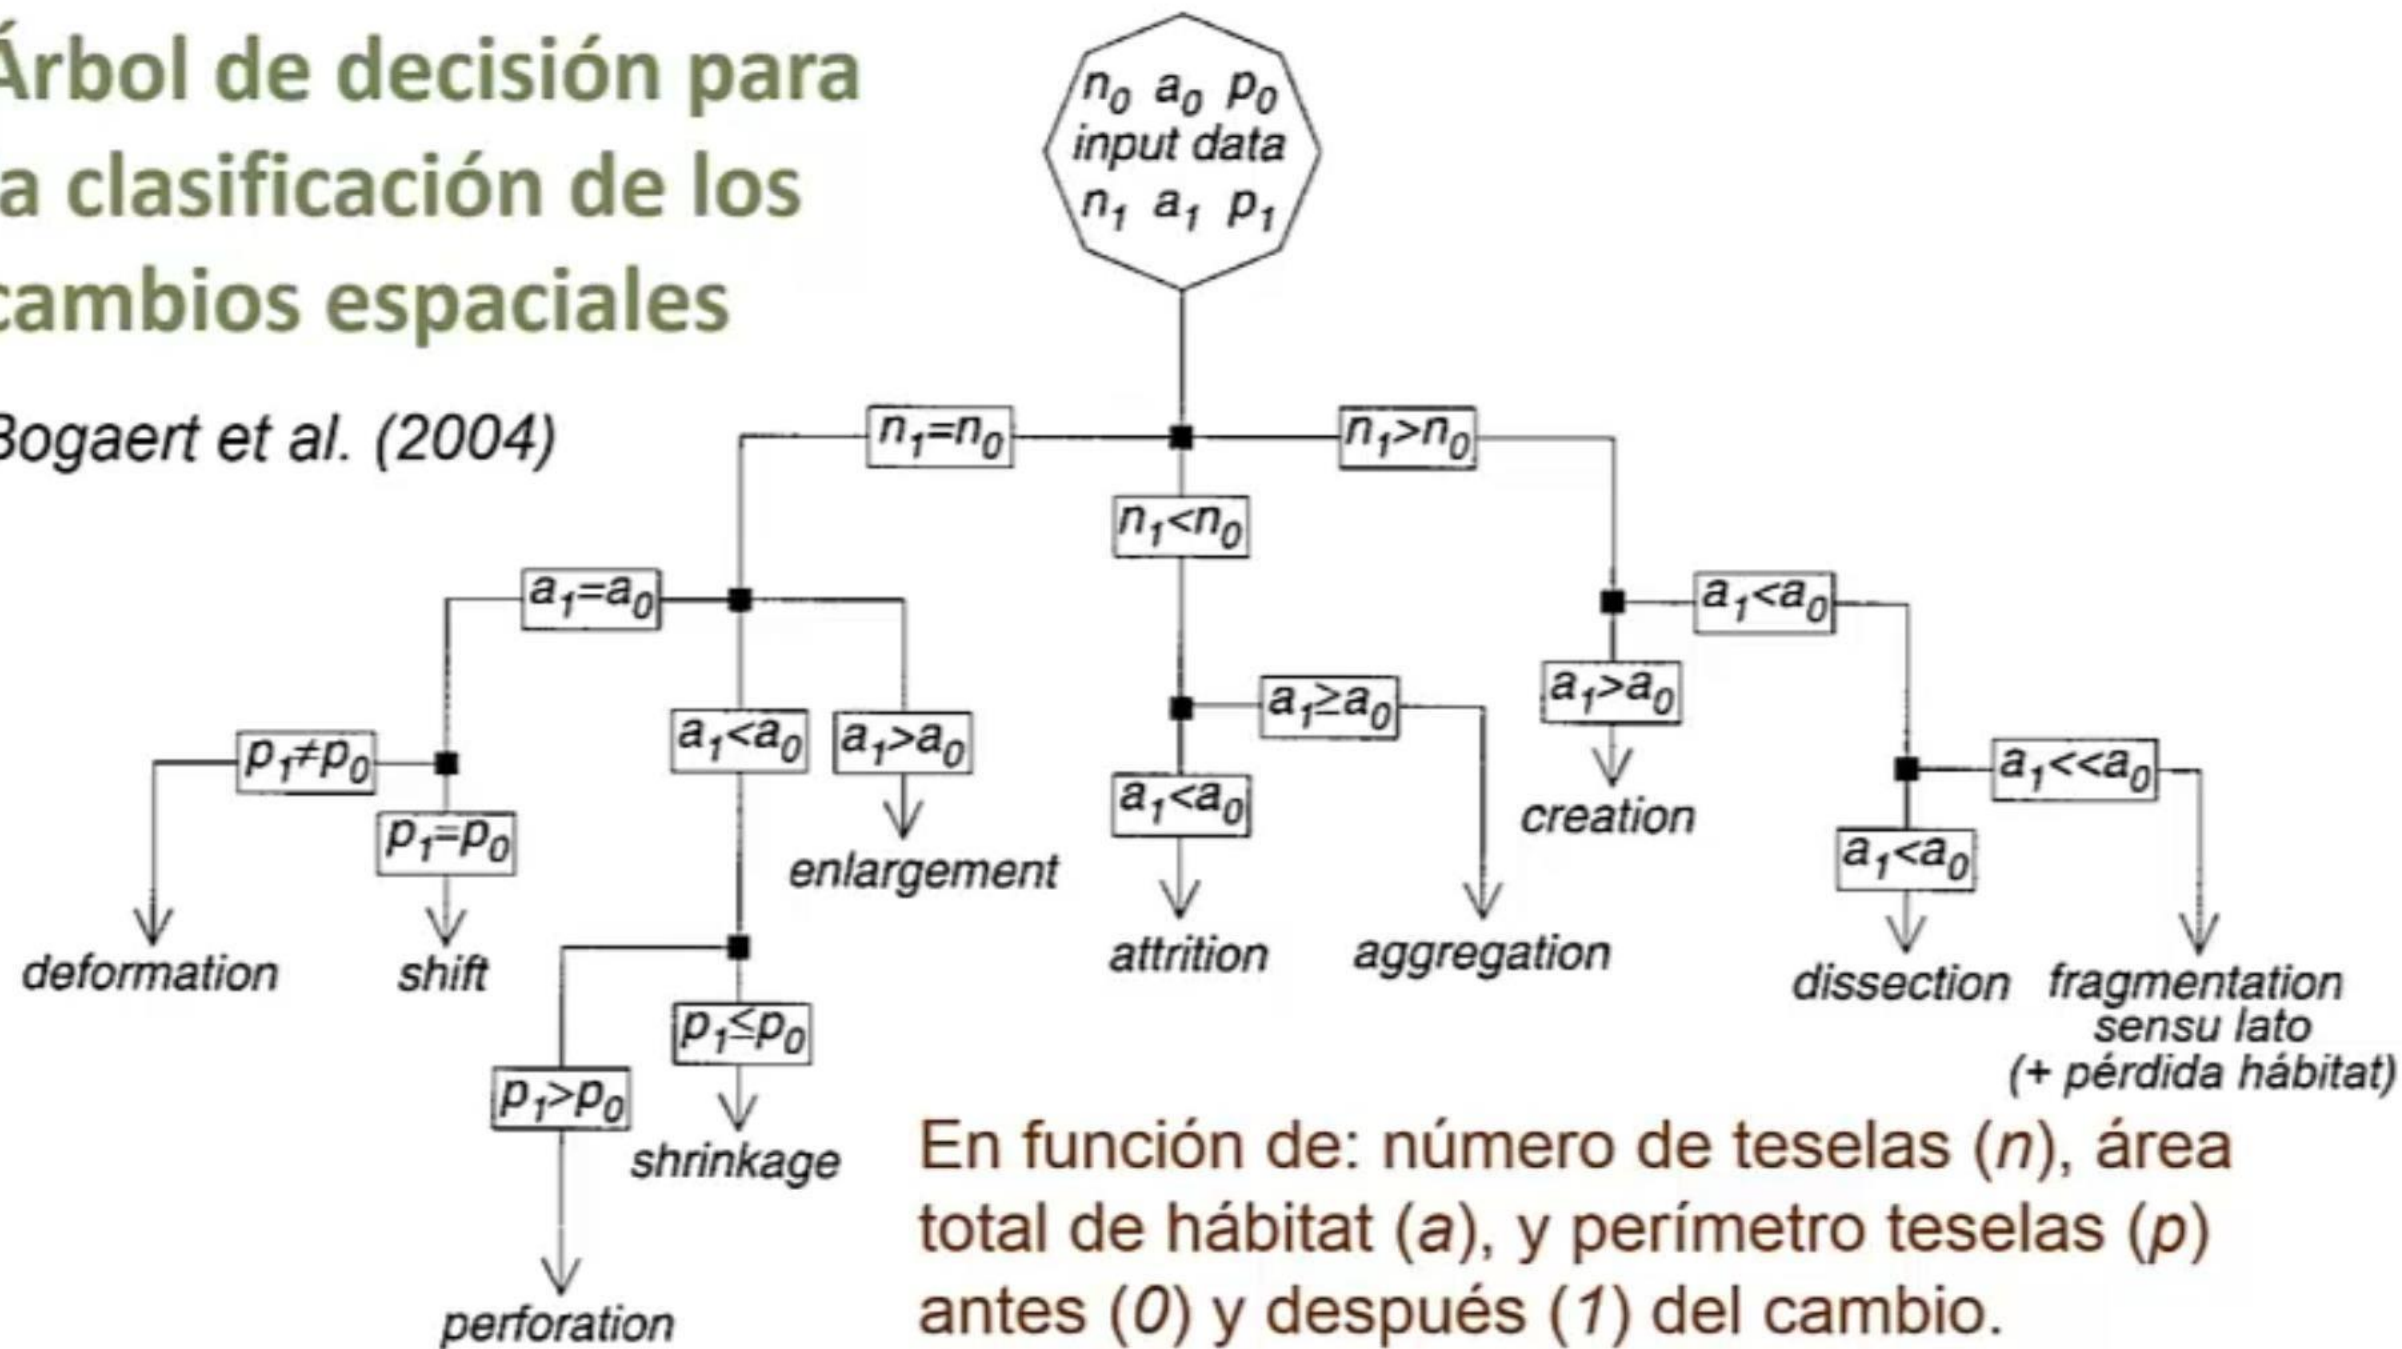 Árbol de decisión para
la clasificación de los
cambios espaciales
Bogaert et al. (2004)
n₀ a₀ p₀
input data
n₁ a₁ p₁
n₁=n₀
n₁>n₀
n₁<n₀
a₁=a₀
a₁<a₀
a₁>a₀
a₁<a₀
a₁>a₀
a₁≥a₀
a₁<a₀
p₁≠p₀
p₁=p₀
a₁<<a₀
a₁<a₀
creation
enlargement
deformation
shift
attrition
aggregation
dissection
fragmentation
sensu lato
(+ pérdida hábitat)
p₁≤p₀
p₁>p₀
shrinkage
perforation
En función de: número de teselas (n), área
total de hábitat (a), y perímetro teselas (p)
antes (0) y después (1) del cambio.